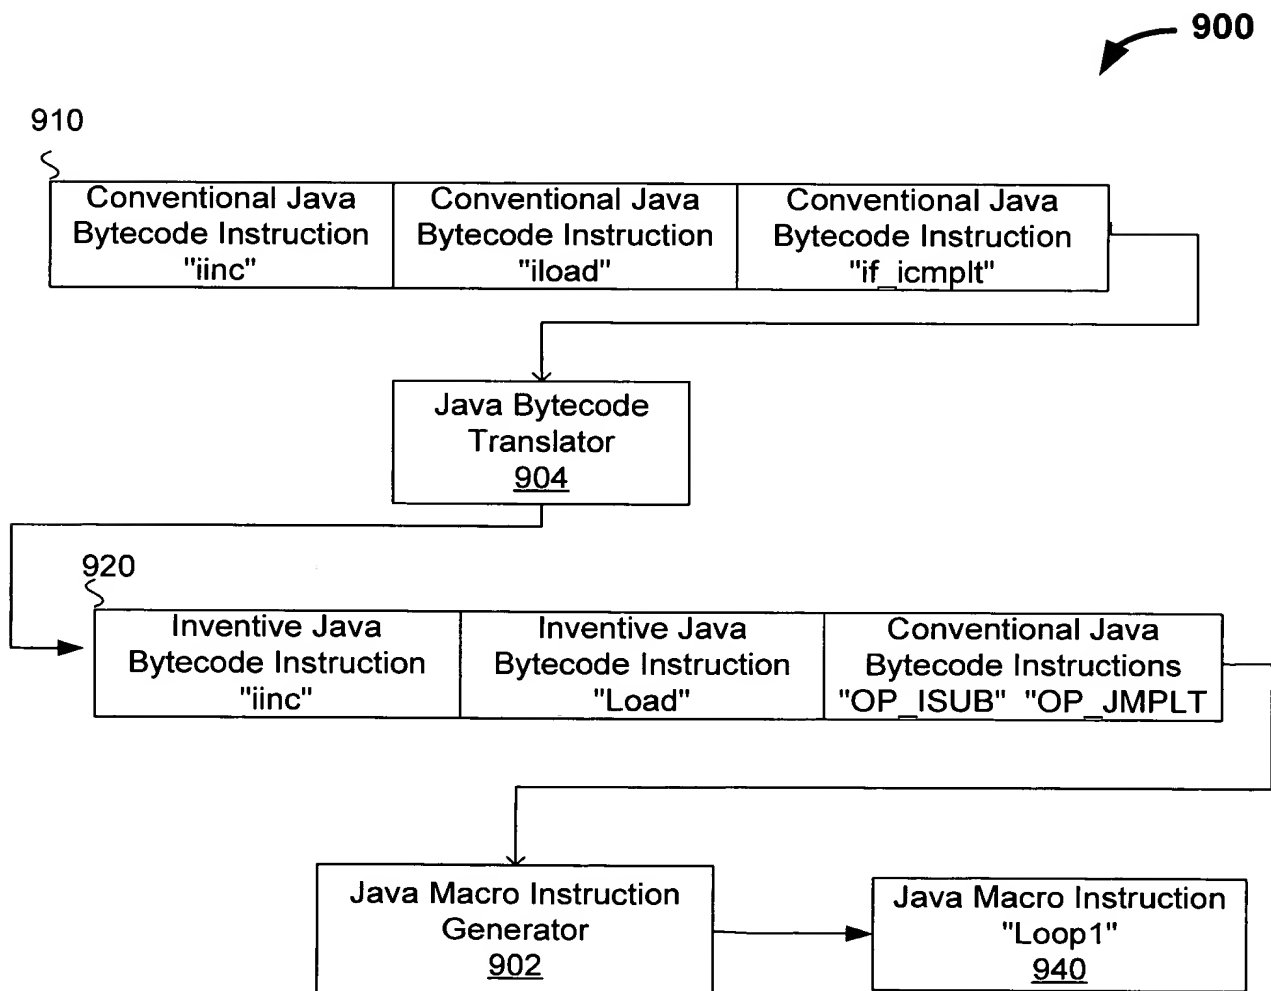 900
910
Conventional Java
Bytecode Instruction
"iinc"
Conventional Java
Bytecode Instruction
"iload"
Conventional Java
Bytecode Instruction
"if_icmplt"
Java Bytecode
Translator
904
920
Inventive Java
Bytecode Instruction
"iinc"
Inventive Java
Bytecode Instruction
"Load"
Conventional Java
Bytecode Instructions
"OP_ISUB" "OP_JMPLT
Java Macro Instruction
Generator
902
Java Macro Instruction
"Loop1"
940